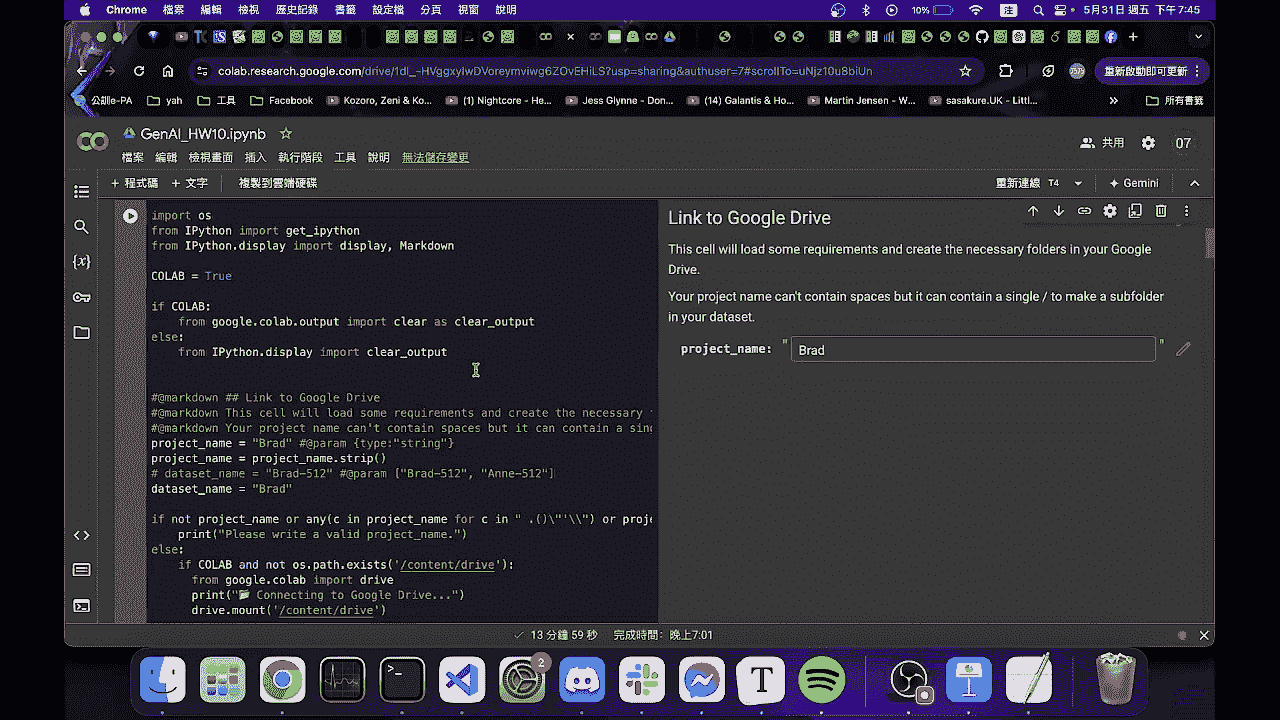 Chrome 檔案 編輯 檢視 歷史記錄 書籤 設定檔 分頁 視窗 說明 10% 注 5月31日 週五 下午7:45
colab.research.google.com/drive/1dI_-HVggxyIwDVoreymviwg6ZOvEHiLS?usp=sharing&authuser=7#scrollTo=uNjz10u8biUn 重新啟動即可更新
公訓e-PA yah 工具 Facebook Kozoro, Zeni & Ko... (1) Nightcore - He... Jess Glynne - Don... (14) Galantis & Ho... Martin Jensen - W... sasakure.UK - Littl... » 所有書籤
GenAI_HW10.ipynb
檔案 編輯 檢視畫面 插入 執行階段 工具 說明 無法儲存變更 共用 07
+ 程式碼 + 文字 複製到雲端硬碟 重新連線 T4 Gemini
import os
from IPython import get_ipython
from IPython.display import display, Markdown
COLAB = True
if COLAB:
from google.colab.output import clear as clear_output
else:
from IPython.display import clear_output
#@markdown ## Link to Google Drive
#@markdown This cell will load some requirements and create the necessary
#@markdown Your project name can't contain spaces but it can contain a sing
project_name = "Brad" #@param {type:"string"}
project_name = project_name.strip()
# dataset_name = "Brad-512" #@param ["Brad-512", "Anne-512"]
dataset_name = "Brad"
if not project_name or any(c in project_name for c in " .()\"'\\") or proje
print("Please write a valid project_name.")
else:
if COLAB and not os.path.exists('/content/drive'):
from google.colab import drive
print("📂 Connecting to Google Drive...")
drive.mount('/content/drive')
Link to Google Drive
This cell will load some requirements and create the necessary folders in your Google
Drive.
Your project name can't contain spaces but it can contain a single / to make a subfolder
in your dataset.
project_name: " Brad "
✓ 13 分鐘 59 秒 完成時間: 晚上7:01
2